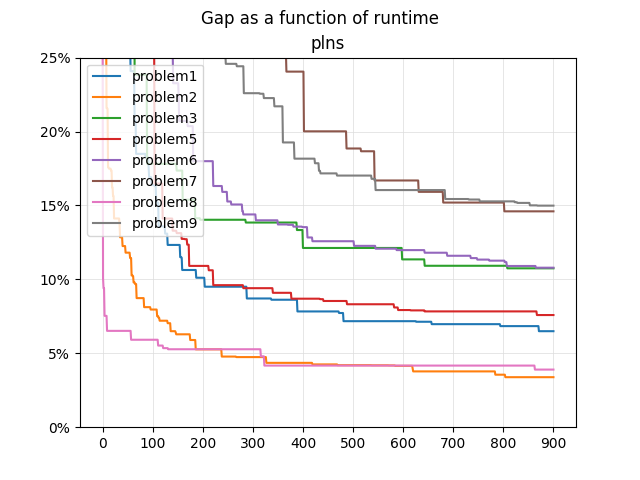 Gap as a function of runtime
plns
25%
20%
15%
10%
5%
0%
problem1
problem2
problem3
problem5
problem6
problem7
problem8
problem9
0 100 200 300 400 500 600 700 800 900